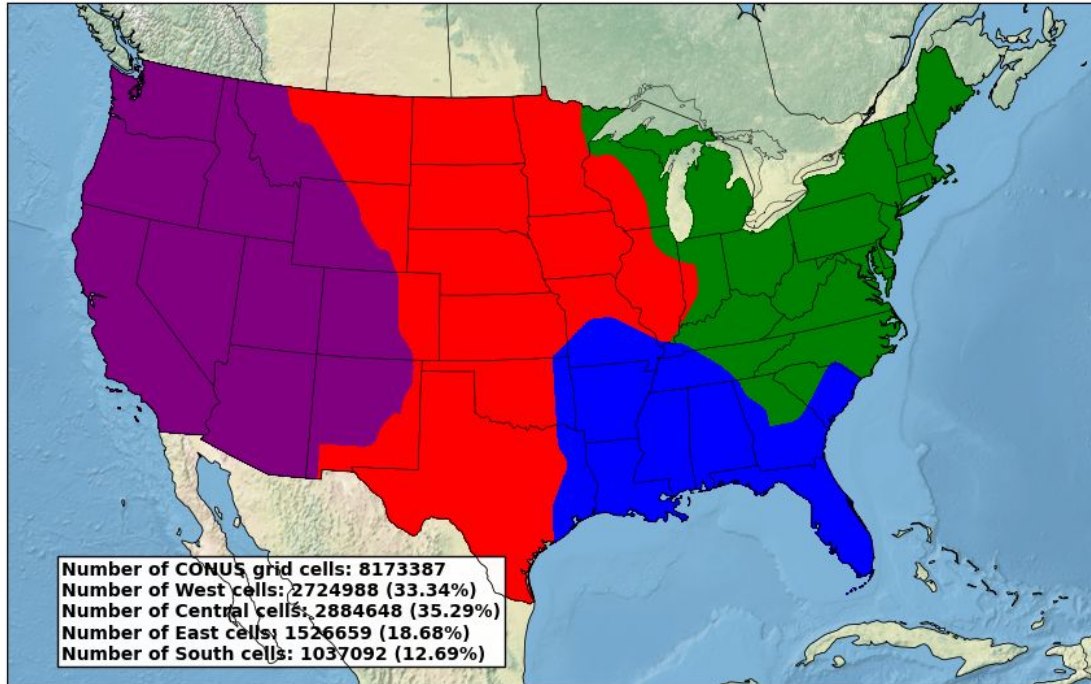 Number of CONUS grid cells: 8173387
Number of West cells: 2724988 (33.34%)
Number of Central cells: 2884648 (35.29%)
Number of East cells: 1526659 (18.68%)
Number of South cells: 1037092 (12.69%)